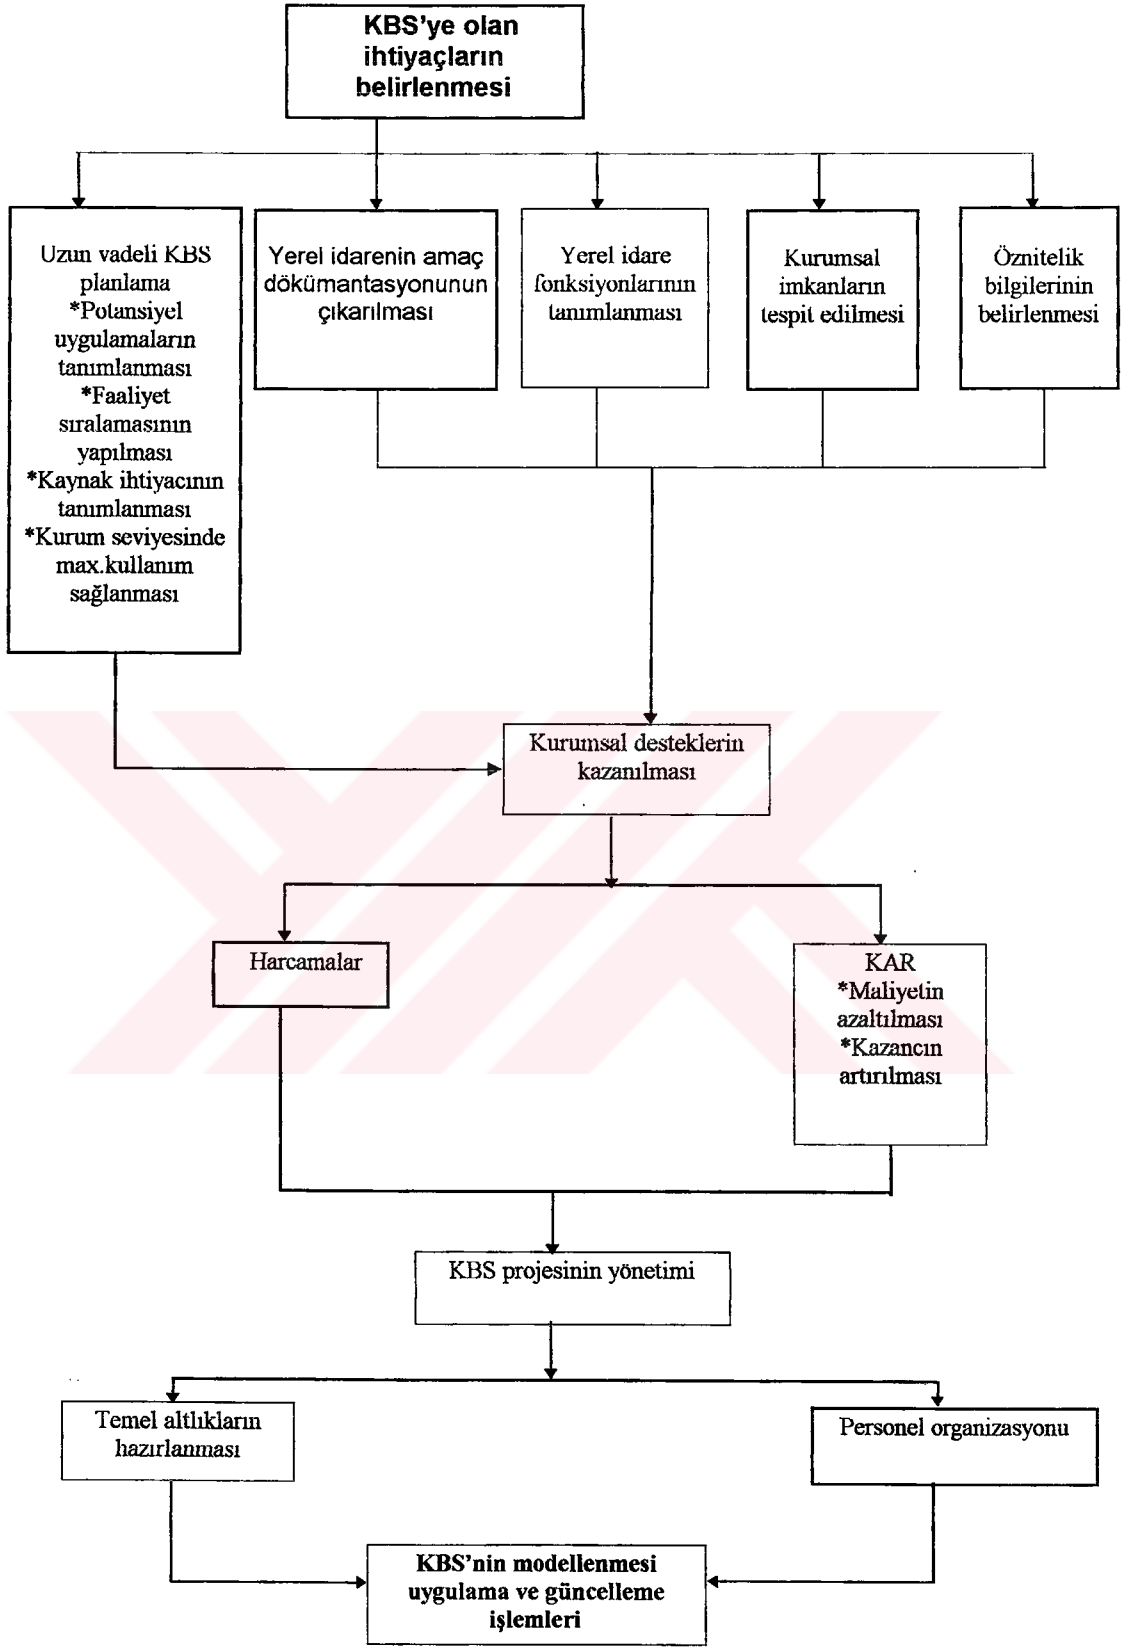 KBS'ye olan
ihtiyaçların
belirlenmesi
Uzun vadeli KBS
planlama
*Potansiyel
uygulamaların
tanımlanması
*Faaliyet
sıralamasının
yapılması
*Kaynak ihtiyacının
tanımlanması
*Kurum seviyesinde
max.kullanım
sağlanması
Yerel idarenin amaç
dökümantasyonunun
çıkarılması
Yerel idare
fonksiyonlarının
tanımlanması
Kurumsal
imkanların
tespit edilmesi
Öznitelik
bilgilerinin
belirlenmesi
Kurumsal desteklerin
kazanılması
Harcamalar
KAR
*Maliyetin
azaltılması
*Kazancın
artırılması
KBS projesinin yönetimi
Temel altlıkların
hazırlanması
Personel organizasyonu
KBS'nin modellenmesi
uygulama ve güncelleme
işlemleri